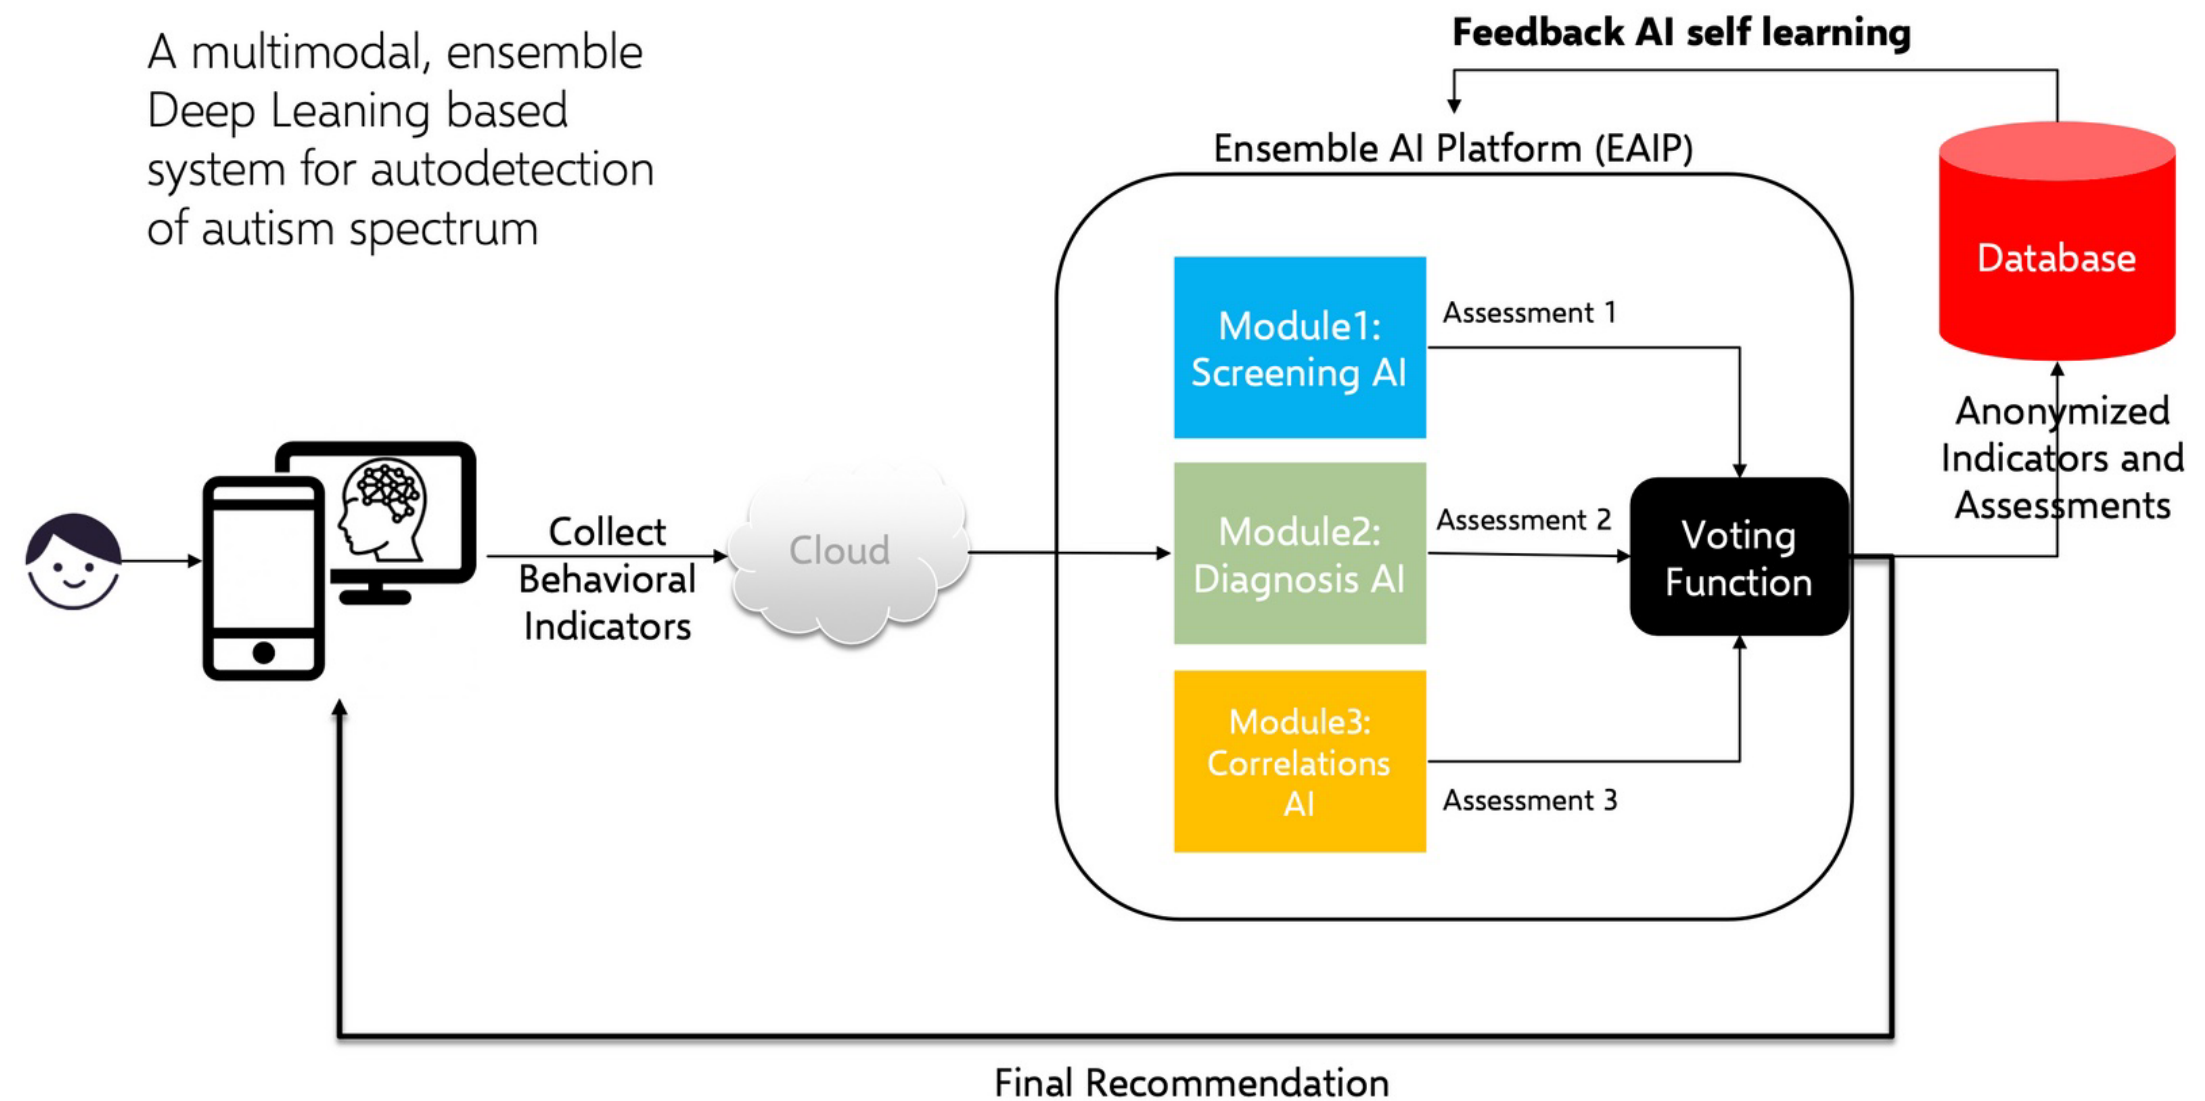 A multimodal, ensemble
Deep Leaning based
system for autodetection
of autism spectrum
Feedback AI self learning
Ensemble AI Platform (EAIP)
Database
Module1:
Screening AI
Assessment 1
Anonymized
Indicators and
Assessments
Collect
Behavioral
Indicators
Cloud
Module2:
Diagnosis AI
Assessment 2
Voting
Function
Module3:
Correlations
AI
Assessment 3
Final Recommendation